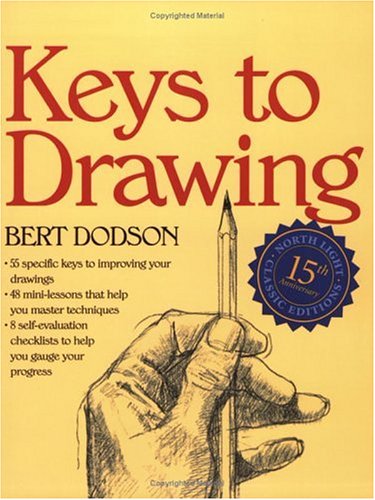 Copyrighted Material
Keys to
Drawing
BERT DODSON
• 55 specific keys to improving your
drawings
• 48 mini-lessons that help
you master techniques
• 8 self-evaluation
checklists to help
you gauge your
progress
• NORTH LIGHT •
15th
Anniversary
CLASSIC EDITIONS
Copyrighted Material